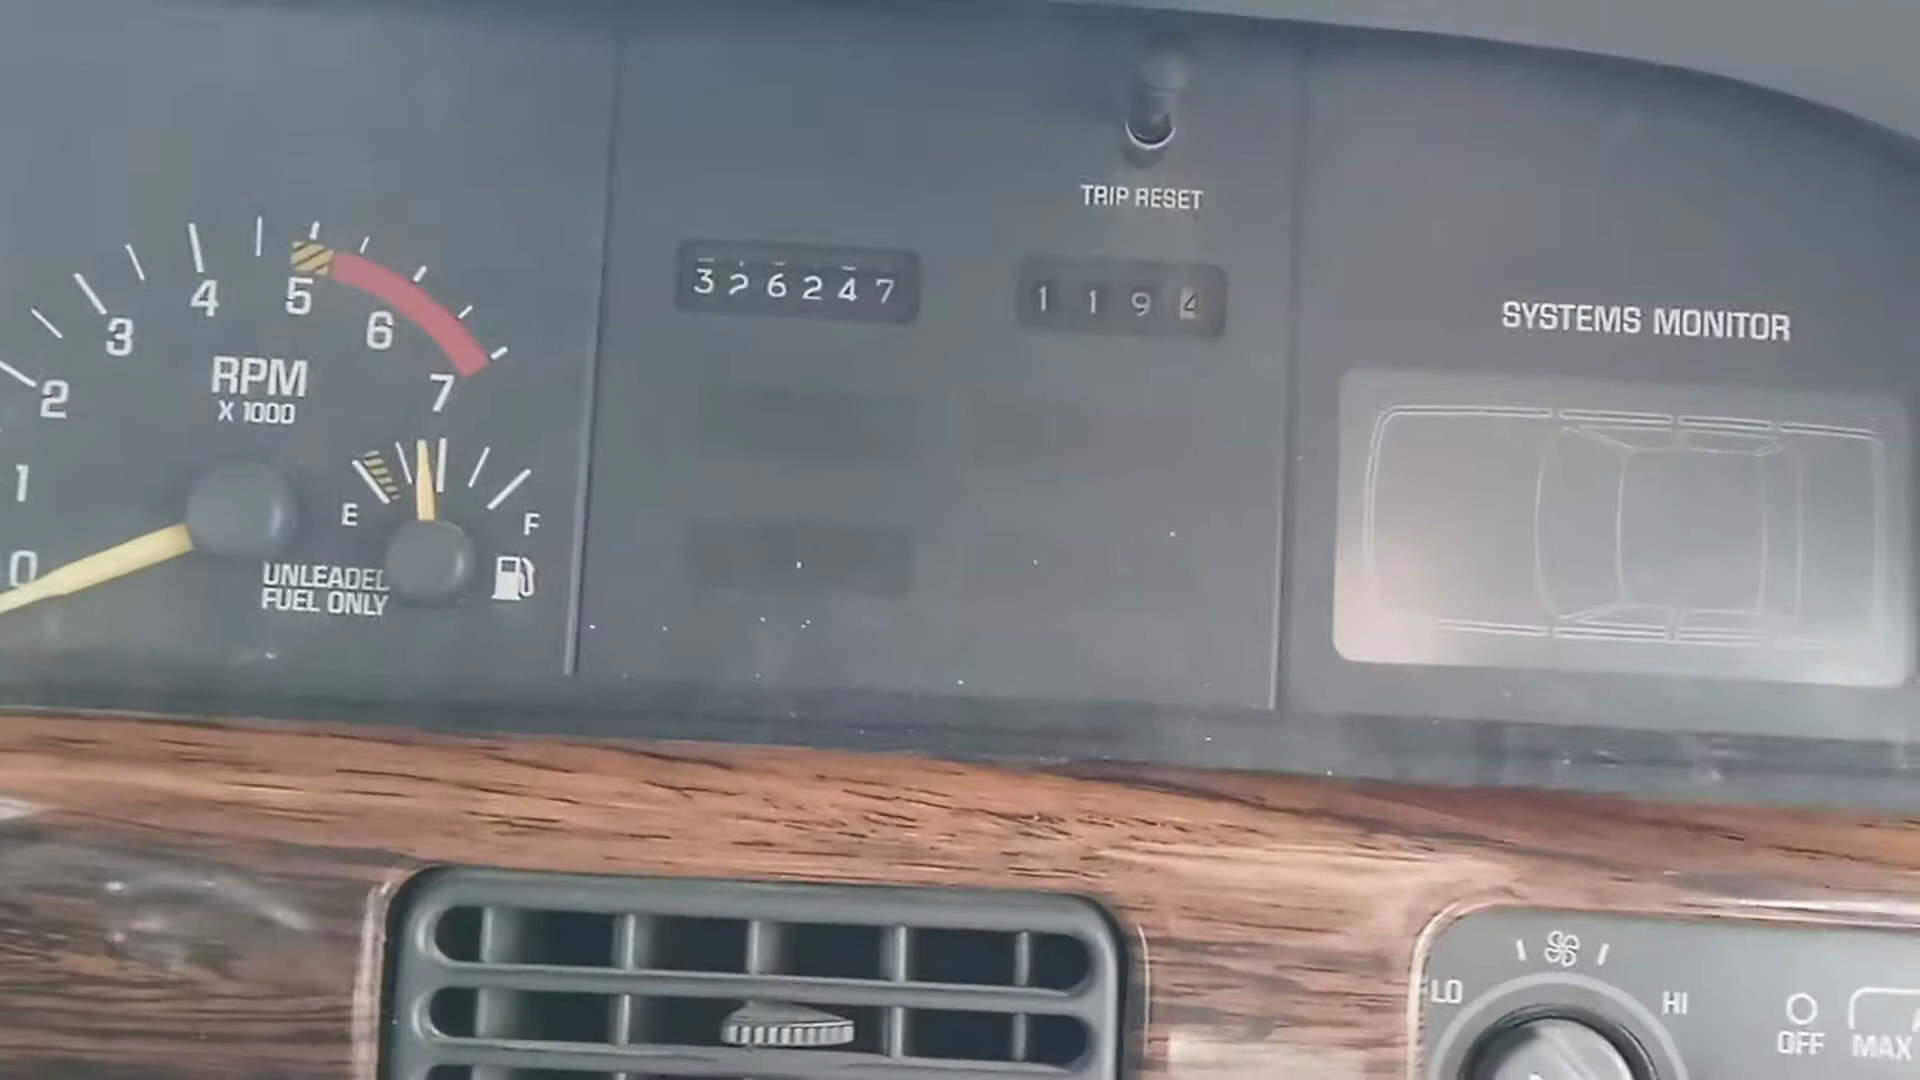 TRIP RESET
326247
1194
SYSTEMS MONITOR
0
1
2
3
4
5
6
7
RPM
X 1000
E
F
UNLEADED
FUEL ONLY
LO
HI
OFF
MAX